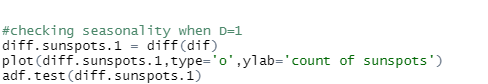 #checking seasonality when D=1
diff.sunspots.1 = diff(dif)
plot(diff.sunspots.1,type='o',ylab='count of sunspots')
adf.test(diff.sunspots.1)